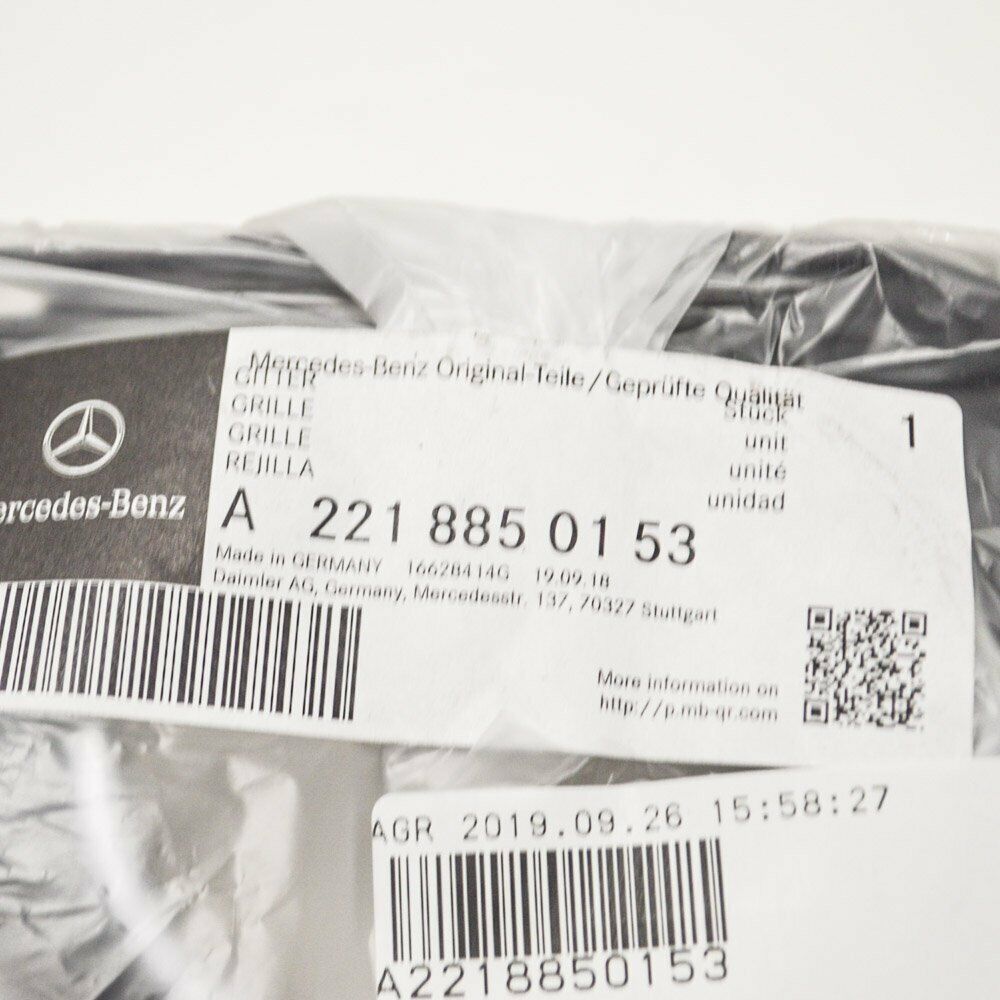 Mercedes-Benz Original-Teile/Geprüfte Qualität
GITTER Stück 1
GRILLE unit
GRILLE unité
REJILLA unidad
A 221 885 01 53
Made in GERMANY 16628414G 19.09.18
Daimler AG, Germany, Mercedesstr. 137, 70327 Stuttgart
ercedes-Benz
More information on
http://p.mb-qr.com
AGR 2019.09.26 15:58:27
A2218850153